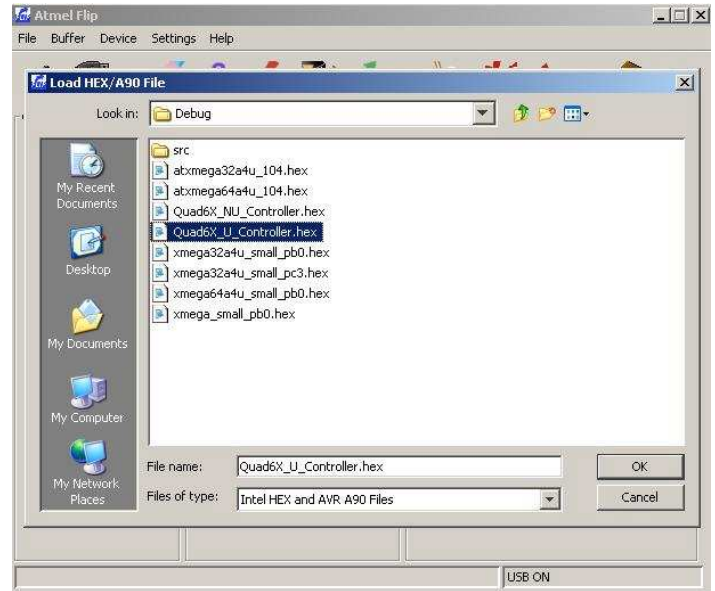 Atmel Flip
File Buffer Device Settings Help
Load HEX/A90 File
Look in: Debug
src
atxmega32a4u_104.hex
atxmega64a4u_104.hex
Quad6X_NU_Controller.hex
Quad6X_U_Controller.hex
xmega32a4u_small_pb0.hex
xmega32a4u_small_pc3.hex
xmega64a4u_small_pb0.hex
xmega_small_pb0.hex
My Recent
Documents
Desktop
My Documents
My Computer
My Network
Places
File name: Quad6X_U_Controller.hex OK
Files of type: Intel HEX and AVR A90 Files Cancel
USB ON